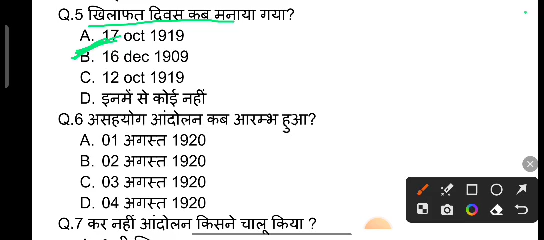 Q.5 खिलाफत दिवस कब मनाया गया?
A. 17 oct 1919
B. 16 dec 1909
C. 12 oct 1919
D. इनमें से कोई नहीं
Q.6 असहयोग आंदोलन कब आरम्भ हुआ?
A. 01 अगस्त 1920
B. 02 अगस्त 1920
C. 03 अगस्त 1920
D. 04 अगस्त 1920
Q.7 कर नहीं आंदोलन किसने चालू किया ?